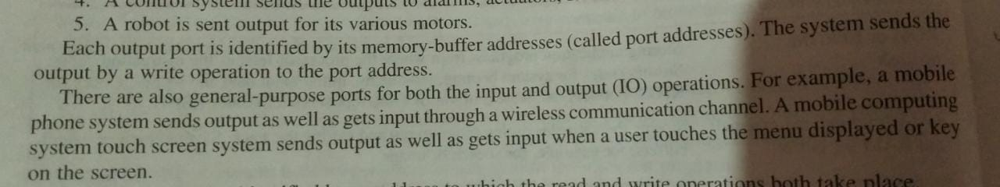 4. A control system sends the outputs to alarms,
5. A robot is sent output for its various motors.
Each output port is identified by its memory-buffer addresses (called port addresses). The system sends the
output by a write operation to the port address.
There are also general-purpose ports for both the input and output (IO) operations. For example, a mobile
phone system sends output as well as gets input through a wireless communication channel. A mobile computing
system touch screen system sends output as well as gets input when a user touches the menu displayed or key
on the screen.
to which the read and write operations both take place